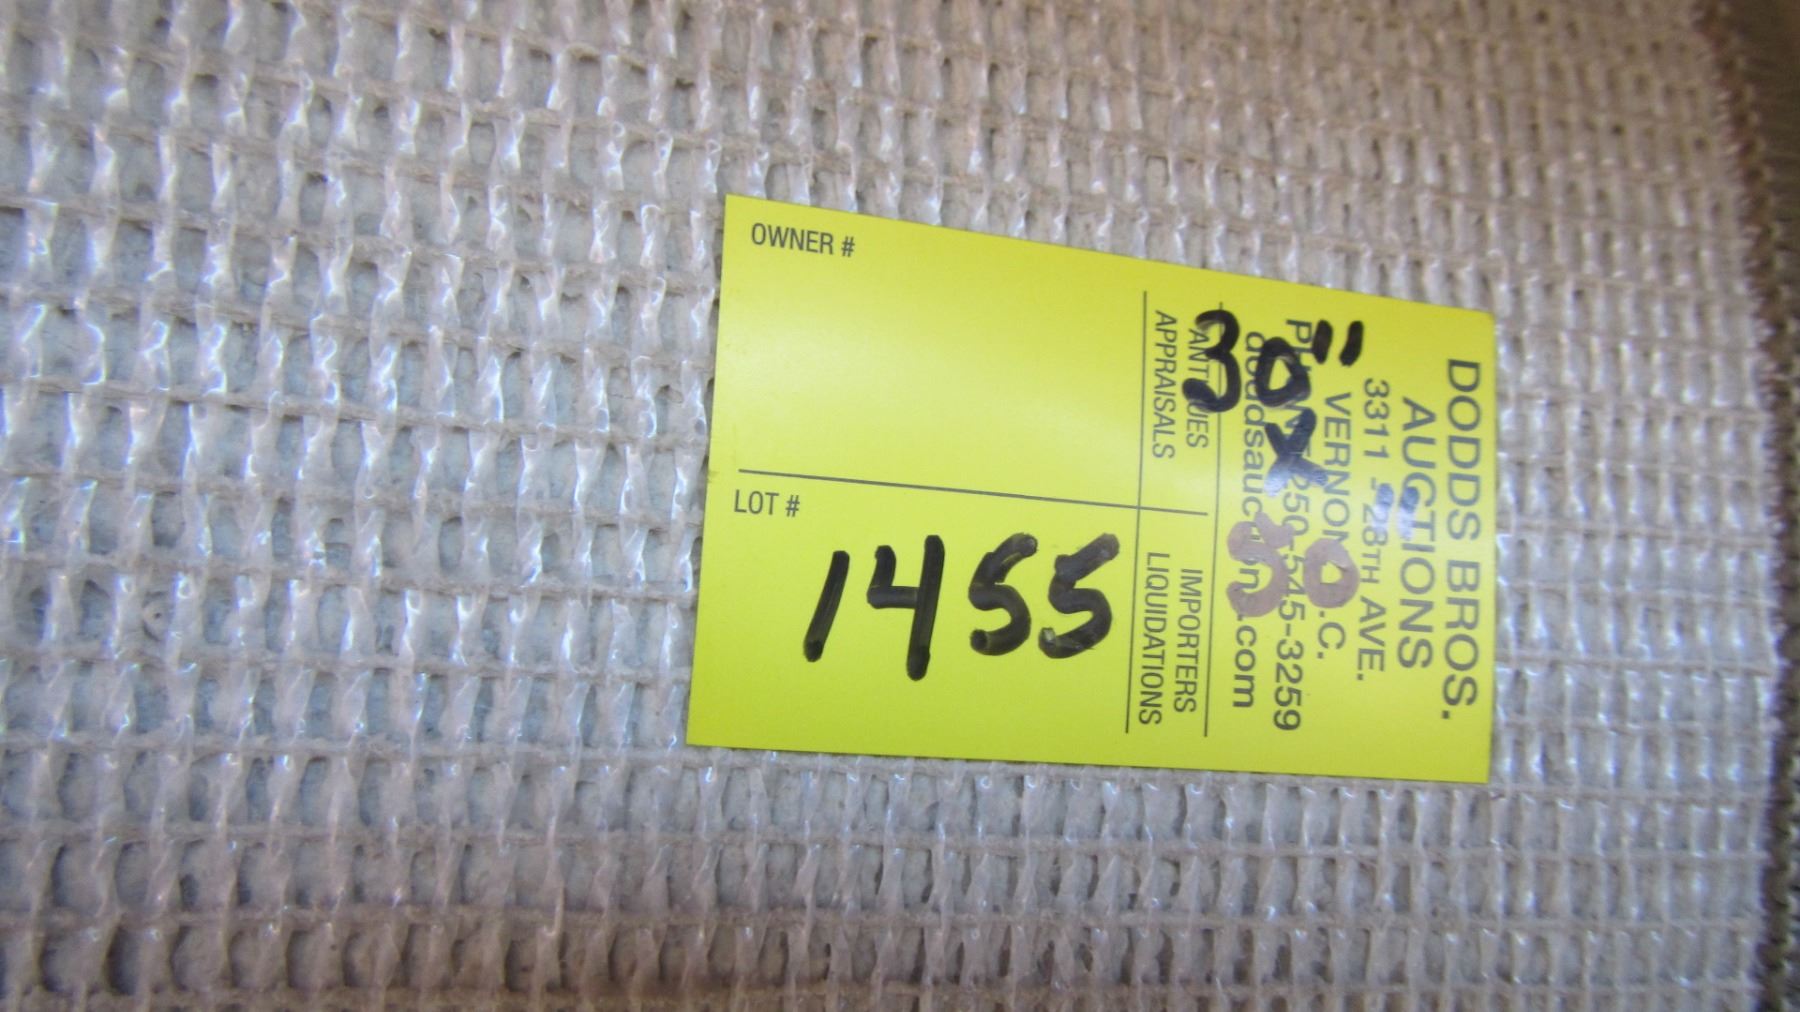 DODDS BROS.
AUCTIONS
3311 - 28TH AVE.
VERNON, B.C.
250-545-3259
doddsauction.com
ANTIQUES
APPRAISALS
IMPORTERS
LIQUIDATIONS
OWNER #
LOT #
1455
30"
X
50"